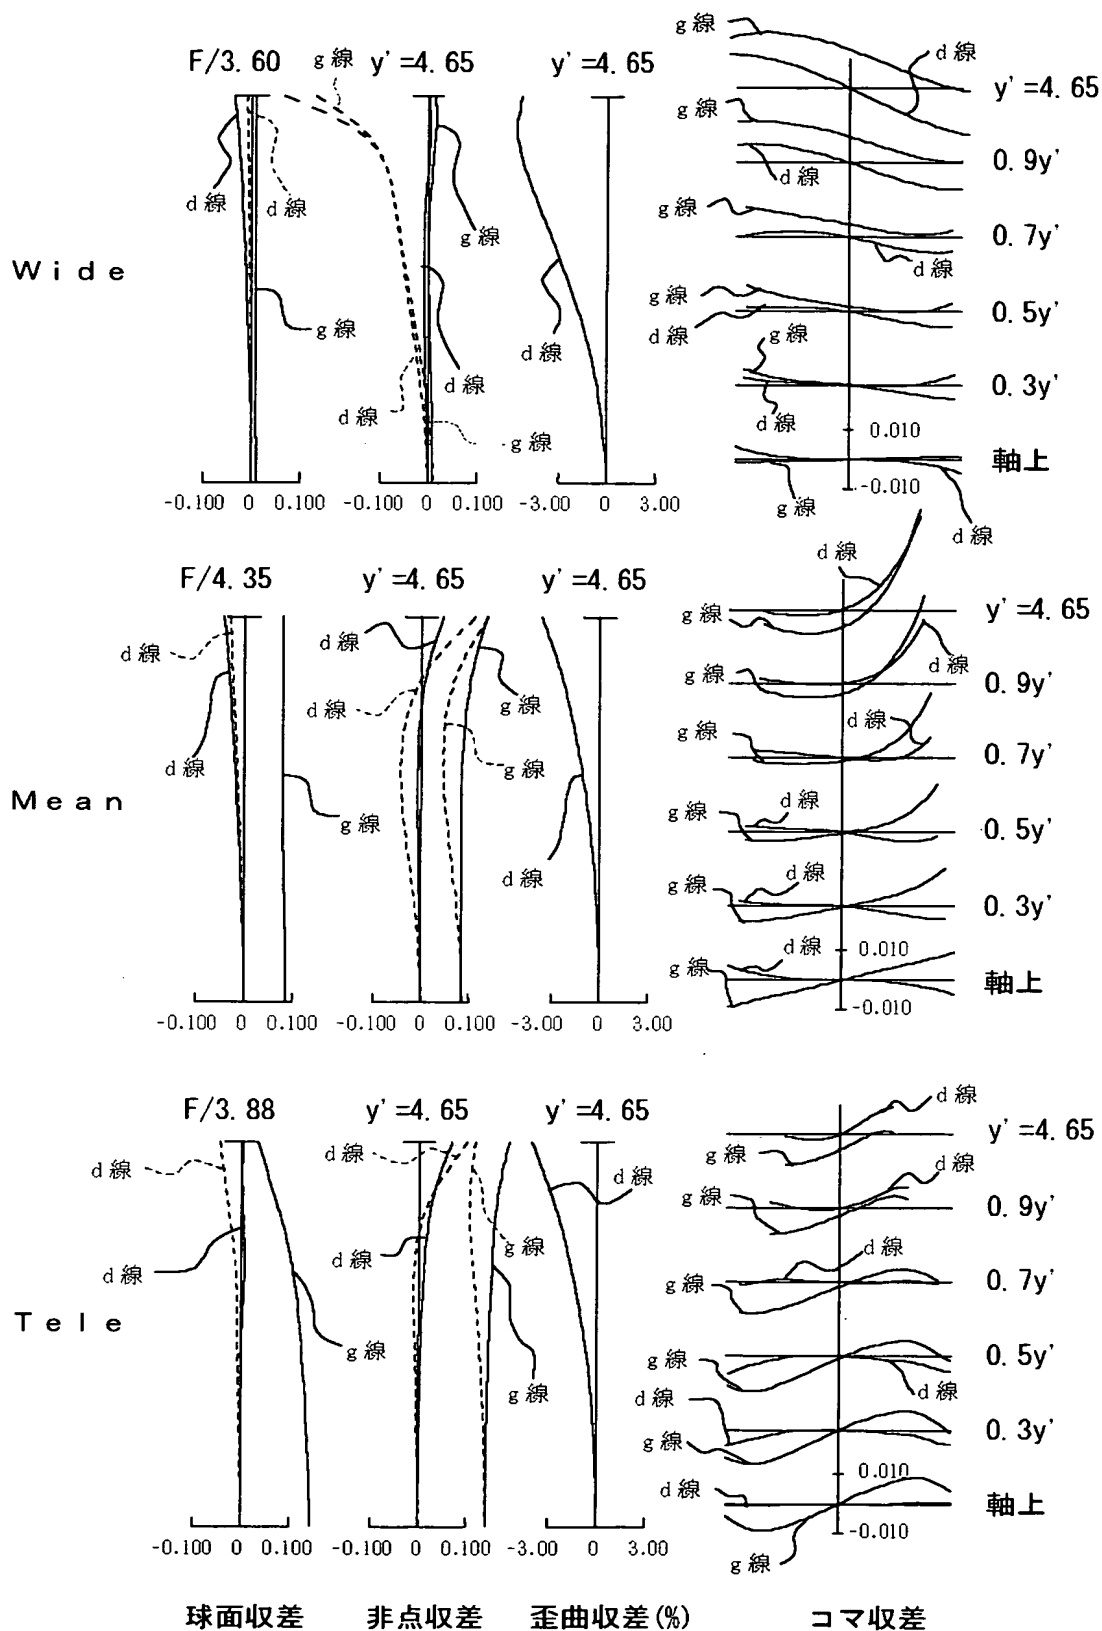 Wide
F/3.60
g線
d線
d線
g線
-0.100 0 0.100
y'=4.65
g線
d線
d線
g線
-0.100 0 0.100
y'=4.65
d線
-3.00 0 3.00
g線
d線
y'=4.65
g線
d線
0.9y'
g線
d線
0.7y'
g線
d線
0.5y'
g線
d線
0.3y'
0.010
軸上
-0.010
g線
d線
Mean
F/4.35
d線
d線
g線
-0.100 0 0.100
y'=4.65
d線
d線
g線
g線
-0.100 0 0.100
y'=4.65
d線
-3.00 0 3.00
d線
g線
y'=4.65
g線
d線
0.9y'
g線
d線
0.7y'
g線
d線
0.5y'
g線
d線
0.3y'
d線
0.010
g線
軸上
-0.010
Tele
F/3.88
d線
d線
g線
-0.100 0 0.100
y'=4.65
d線
d線
g線
g線
-0.100 0 0.100
y'=4.65
d線
-3.00 0 3.00
d線
y'=4.65
g線
d線
g線
0.9y'
d線
g線
0.7y'
g線
d線
0.5y'
d線
g線
0.3y'
0.010
d線
軸上
-0.010
g線
球面収差 非点収差 歪曲収差(%) コマ収差